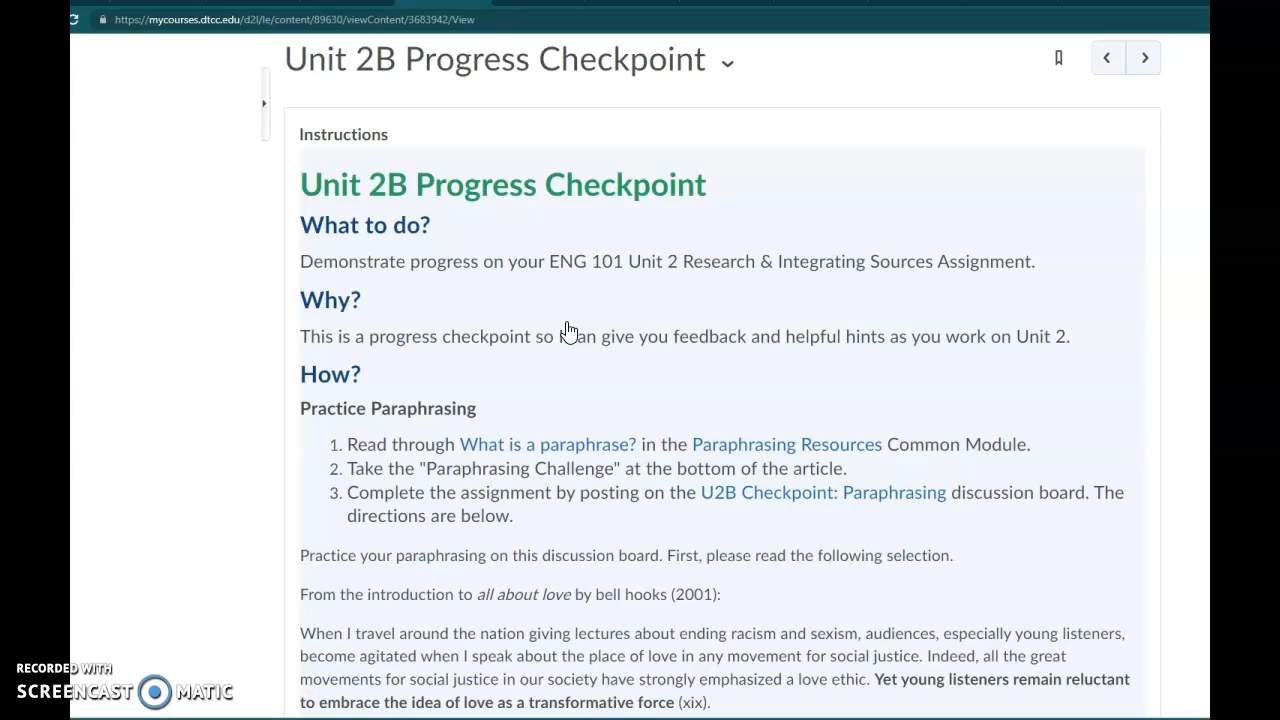 https://mycourses.dtcc.edu/d2l/le/content/89630/viewContent/3683942/View
Unit 2B Progress Checkpoint
Instructions
Unit 2B Progress Checkpoint
What to do?
Demonstrate progress on your ENG 101 Unit 2 Research & Integrating Sources Assignment.
Why?
This is a progress checkpoint so I can give you feedback and helpful hints as you work on Unit 2.
How?
Practice Paraphrasing
1. Read through What is a paraphrase? in the Paraphrasing Resources Common Module.
2. Take the "Paraphrasing Challenge" at the bottom of the article.
3. Complete the assignment by posting on the U2B Checkpoint: Paraphrasing discussion board. The
directions are below.
Practice your paraphrasing on this discussion board. First, please read the following selection.
From the introduction to all about love by bell hooks (2001):
When I travel around the nation giving lectures about ending racism and sexism, audiences, especially young listeners,
become agitated when I speak about the place of love in any movement for social justice. Indeed, all the great
movements for social justice in our society have strongly emphasized a love ethic. Yet young listeners remain reluctant
to embrace the idea of love as a transformative force (xix).
RECORDED WITH
SCREENCAST MATIC